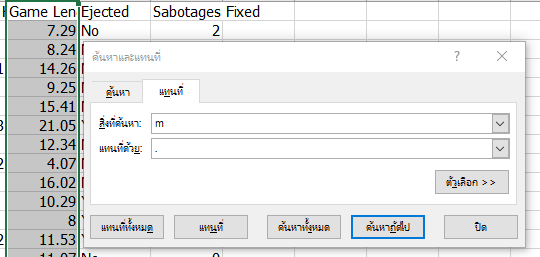 Game Len Ejected Sabotages Fixed
7.29 No 2
8.24
14.26
9.25
15.41
21.05
12.34
4.07
16.02
10.29
8
11.53
ค้นหาและแทนที่ ? ×
ค้นหา แทนที่
สิ่งที่ค้นหา: m
แทนที่ด้วย: .
ตัวเลือก >>
แทนที่ทั้งหมด แทนที่ ค้นหาทั้งหมด ค้นหาถัดไป ปิด